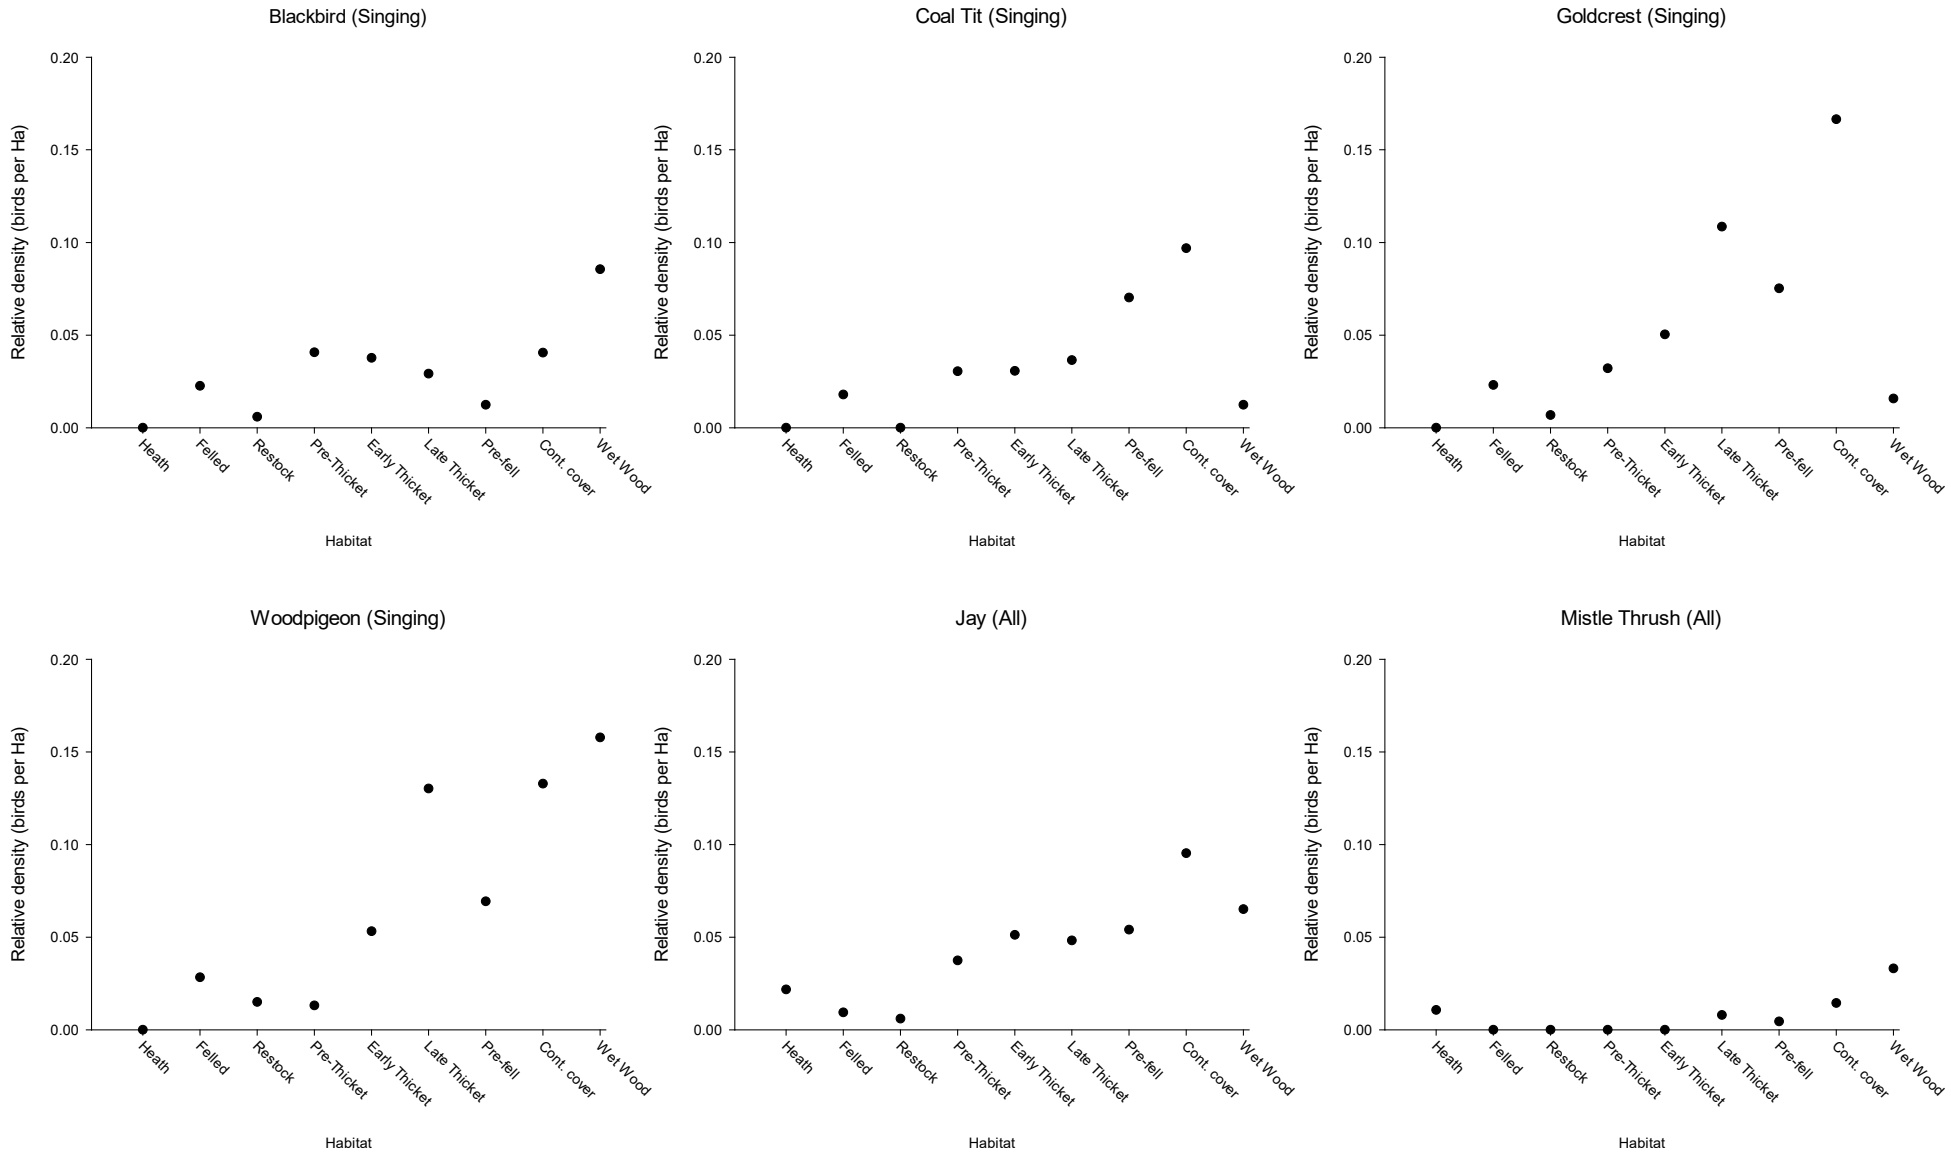 Blackbird (Singing)
Relative density (birds per Ha)
0.20
0.15
0.10
0.05
0.00
Heath
Felled
Restock
Pre-Thicket
Early Thicket
Late Thicket
Pre-fell
Cont. cover
Wet Wood
Habitat
Coal Tit (Singing)
Relative density (birds per Ha)
0.20
0.15
0.10
0.05
0.00
Heath
Felled
Restock
Pre-Thicket
Early Thicket
Late Thicket
Pre-fell
Cont. cover
Wet Wood
Habitat
Goldcrest (Singing)
Relative density (birds per Ha)
0.20
0.15
0.10
0.05
0.00
Heath
Felled
Restock
Pre-Thicket
Early Thicket
Late Thicket
Pre-fell
Cont. cover
Wet Wood
Habitat
Woodpigeon (Singing)
Relative density (birds per Ha)
0.20
0.15
0.10
0.05
0.00
Heath
Felled
Restock
Pre-Thicket
Early Thicket
Late Thicket
Pre-fell
Cont. cover
Wet Wood
Habitat
Jay (All)
Relative density (birds per Ha)
0.20
0.15
0.10
0.05
0.00
Heath
Felled
Restock
Pre-Thicket
Early Thicket
Late Thicket
Pre-fell
Cont. cover
Wet Wood
Habitat
Mistle Thrush (All)
Relative density (birds per Ha)
0.20
0.15
0.10
0.05
0.00
Heath
Felled
Restock
Pre-Thicket
Early Thicket
Late Thicket
Pre-fell
Cont. cover
Wet Wood
Habitat